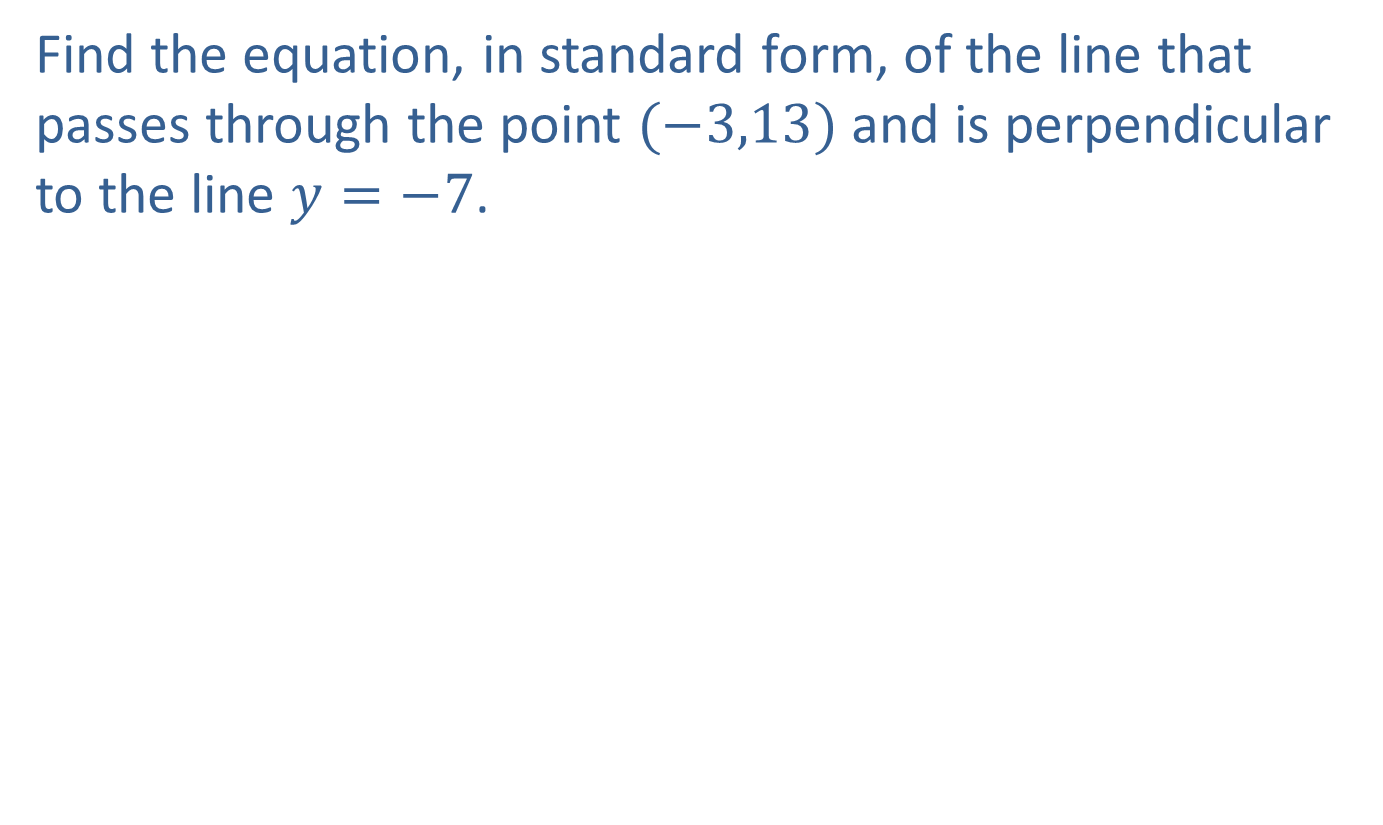 Find the equation, in standard form, of the line that
passes through the point (−3,13) and is perpendicular
to the line y = −7.